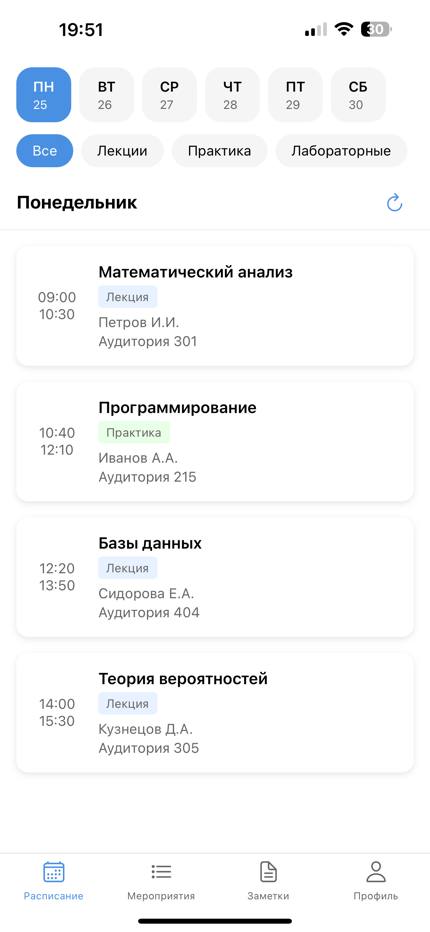 19:51
30
ПН ВТ СР ЧТ ПТ СБ
25 26 27 28 29 30
Все Лекции Практика Лабораторные
Понедельник
Математический анализ
Лекция
09:00
10:30
Петров И.И.
Аудитория 301
Программирование
Практика
10:40
12:10
Иванов А.А.
Аудитория 215
Базы данных
Лекция
12:20
13:50
Сидорова Е.А.
Аудитория 404
Теория вероятностей
Лекция
14:00
15:30
Кузнецов Д.А.
Аудитория 305
Расписание Мероприятия Заметки Профиль